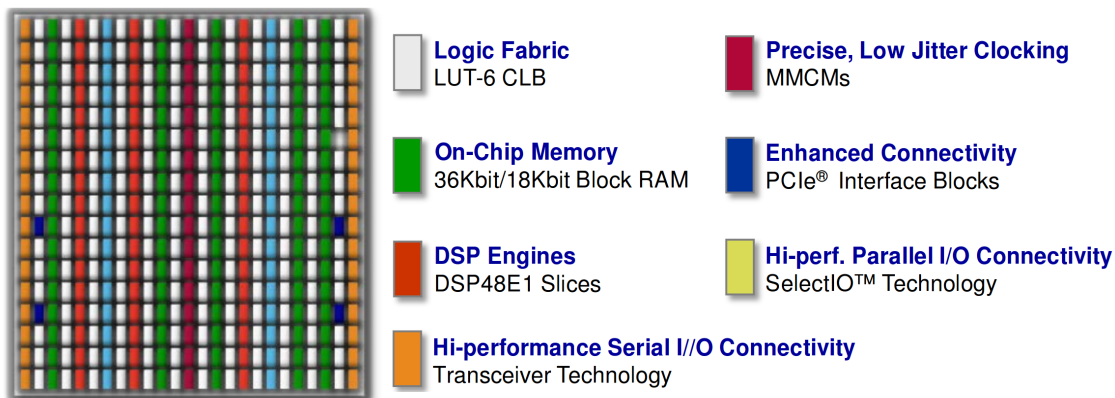 Logic Fabric
LUT-6 CLB
Precise, Low Jitter Clocking
MMCMs
On-Chip Memory
36Kbit/18Kbit Block RAM
Enhanced Connectivity
PCIe® Interface Blocks
DSP Engines
DSP48E1 Slices
Hi-perf. Parallel I/O Connectivity
SelectIO™ Technology
Hi-performance Serial I//O Connectivity
Transceiver Technology